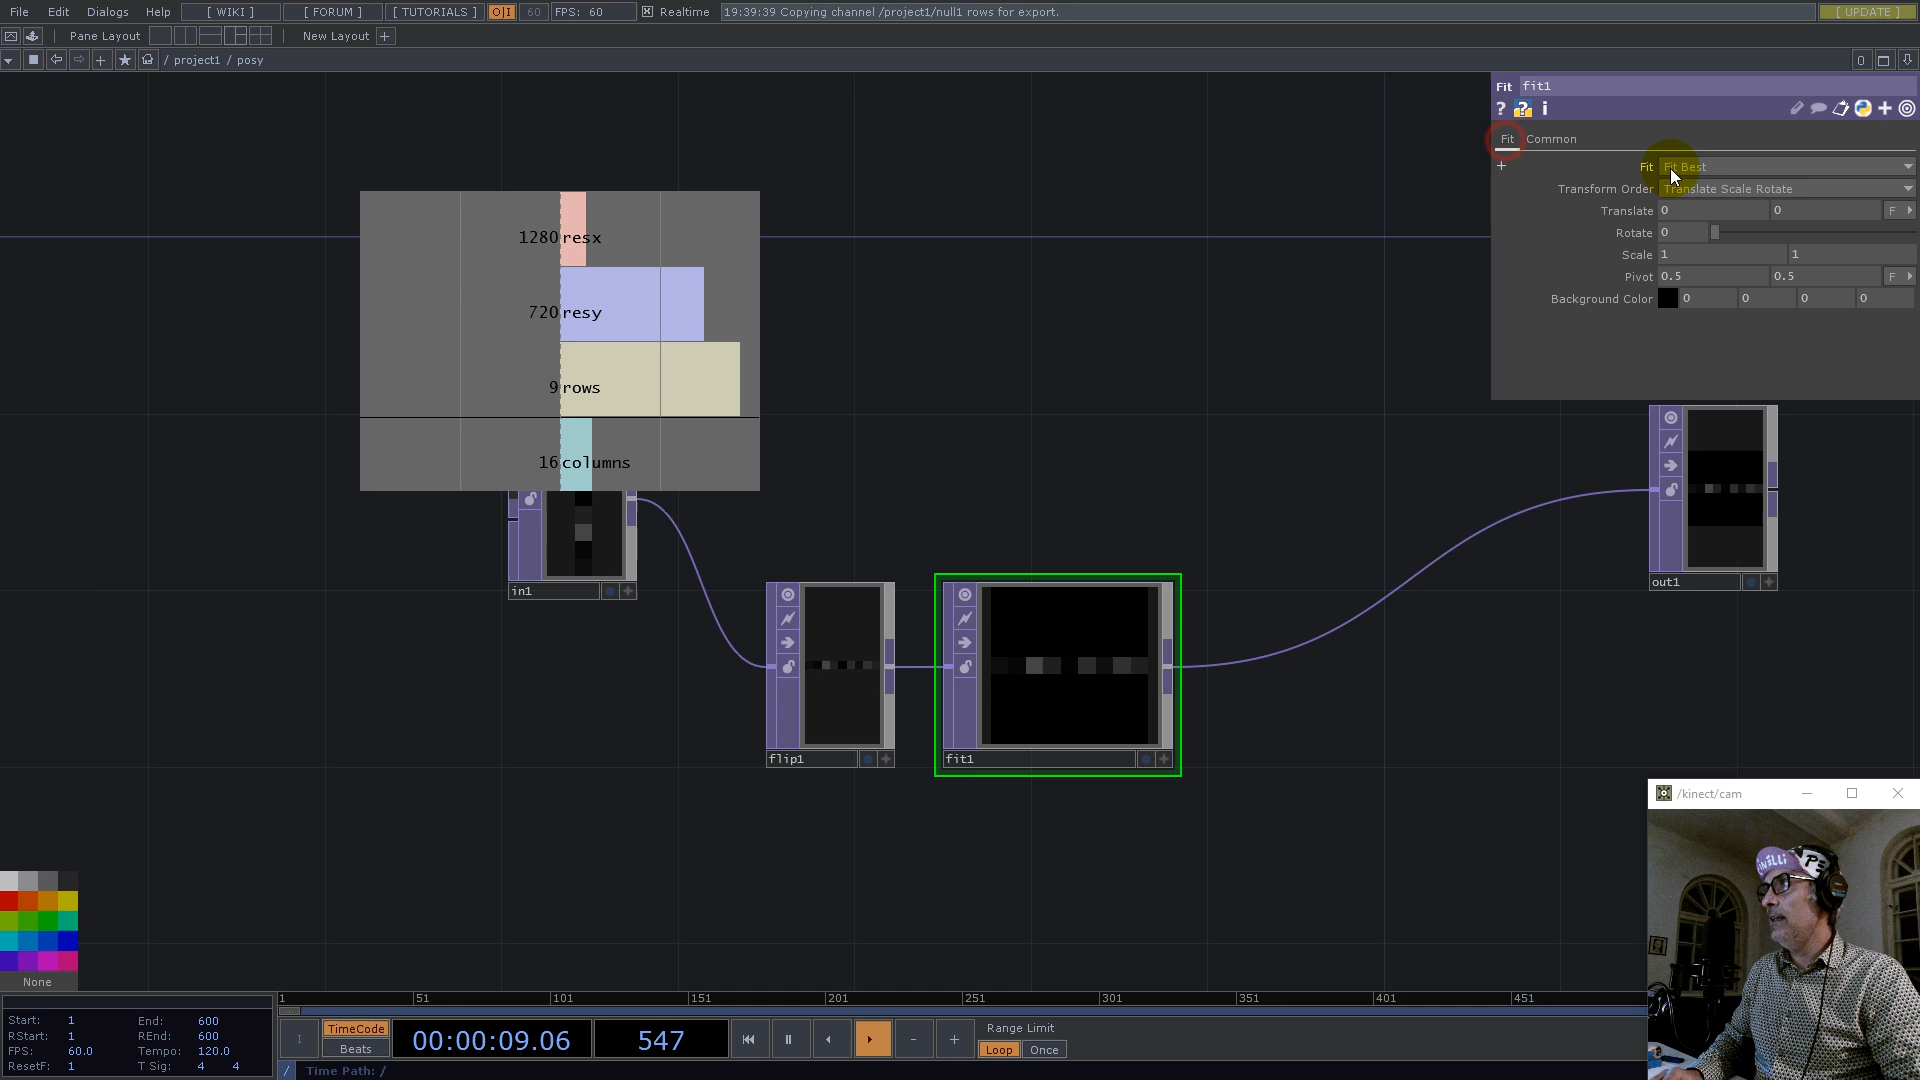 File Edit Dialogs Help [ WIKI ] [ FORUM ] [ TUTORIALS ] O|I 60 FPS: 60 Realtime 19:39:39 Copying channel /project1/null1 rows for export. [ UPDATE ]
Pane Layout New Layout +
/ project1 / posy 0
Fit fit1
? ? i
Fit Common
+ Fit Fit Best
Transform Order Translate Scale Rotate
Translate 0 0 F
Rotate 0
Scale 1 1
Pivot 0.5 0.5 F
Background Color 0 0 0 0
1280 resx
720 resy
9 rows
16 columns
in1
out1
flip1
fit1
/kinect/cam
None
1 51 101 151 201 251 301 351 401 451
Start: 1 End: 600
RStart: 1 REnd: 600
FPS: 60.0 Tempo: 120.0
ResetF: 1 T Sig: 4 4
TimeCode
Beats
00:00:09.06
547
Range Limit
Loop Once
/ Time Path: /